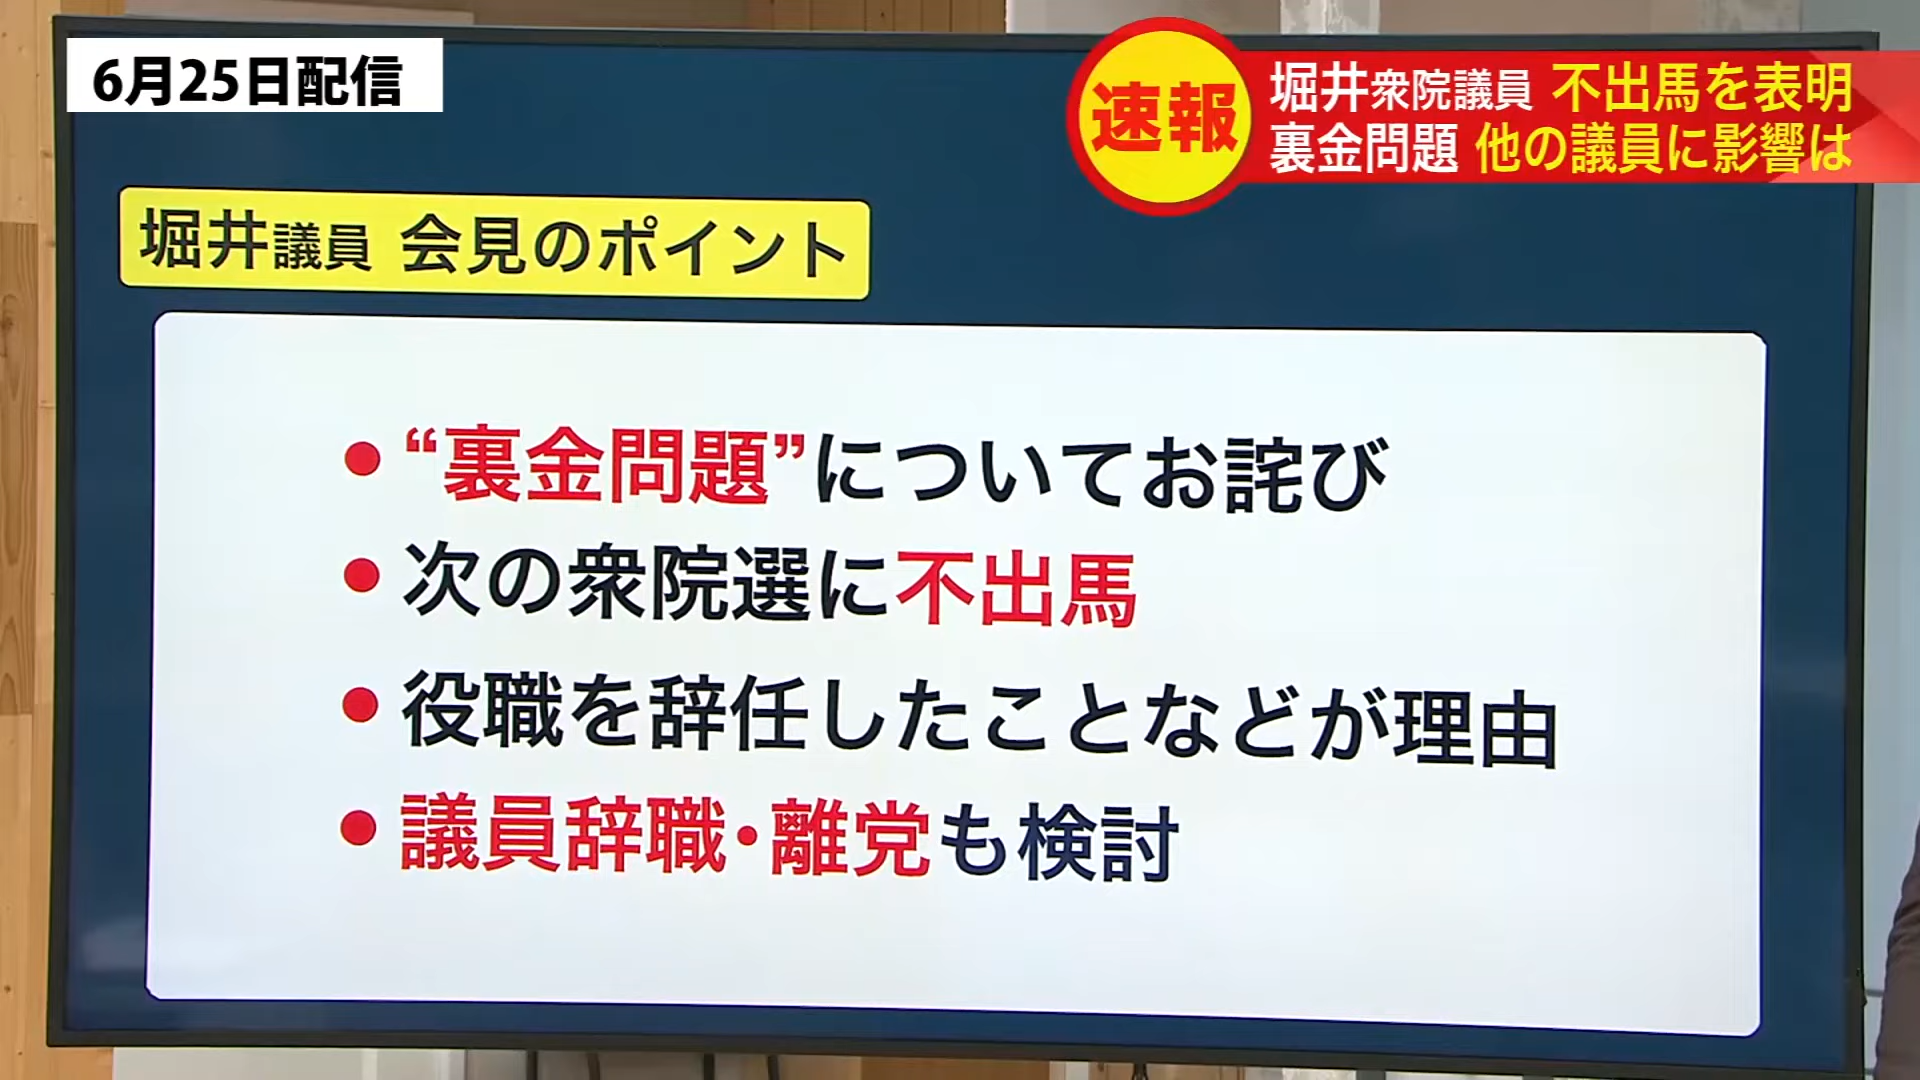 6月25日配信
速報
堀井衆院議員 不出馬を表明
裏金問題 他の議員に影響は
堀井議員 会見のポイント
●“裏金問題”についてお詫び
●次の衆院選に不出馬
●役職を辞任したことなどが理由
●議員辞職・離党も検討